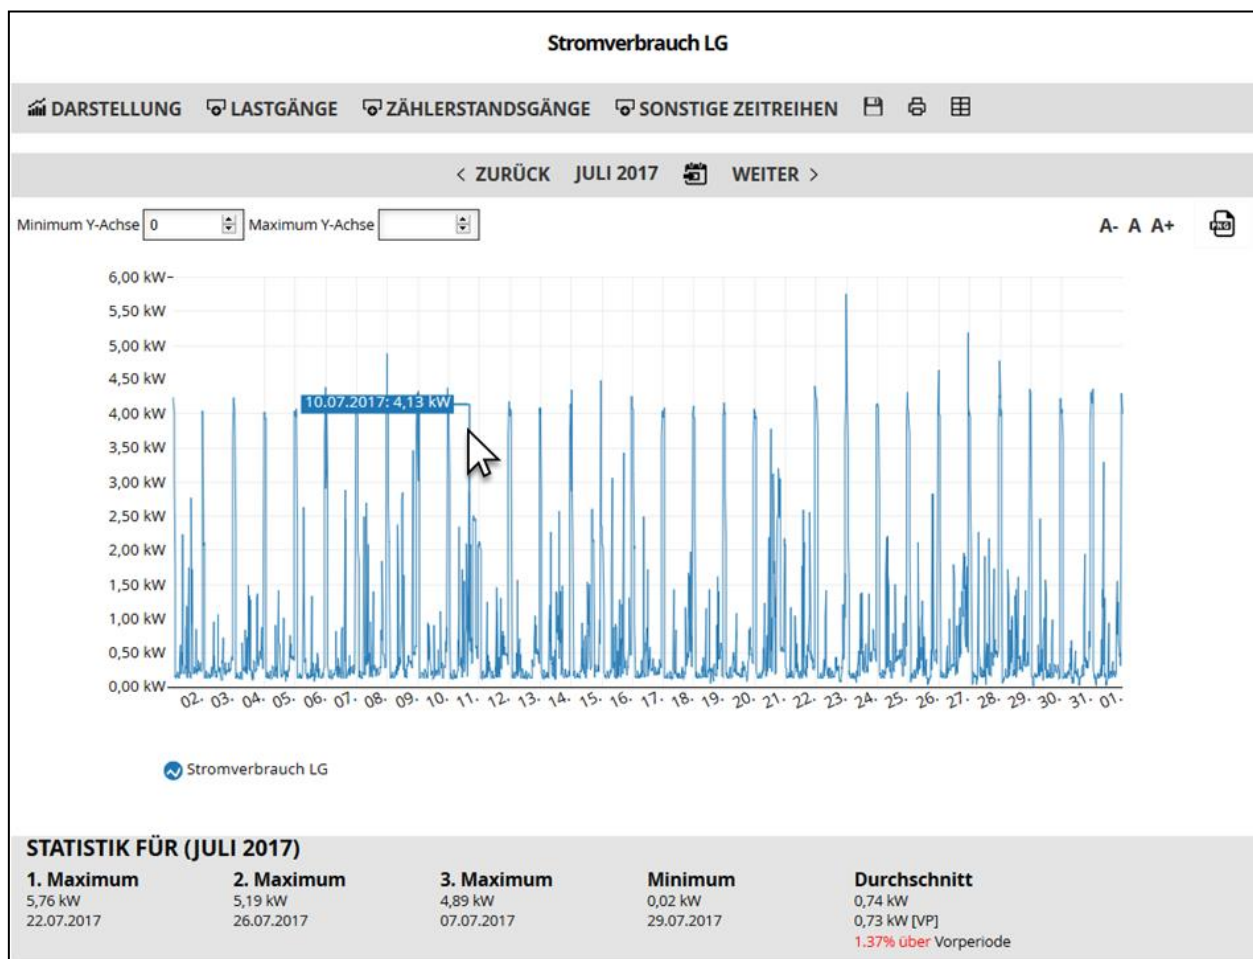 Stromverbrauch LG
DARSTELLUNG LASTGÄNGE ZÄHLERSTANDSGÄNGE SONSTIGE ZEITREIHEN
< ZURÜCK JULI 2017 WEITER >
Minimum Y-Achse 0 Maximum Y-Achse A- A A+ PNG
6,00 kW
5,50 kW
5,00 kW
4,50 kW
10.07.2017: 4,13 kW
4,00 kW
3,50 kW
3,00 kW
2,50 kW
2,00 kW
1,50 kW
1,00 kW
0,50 kW
0,00 kW
02. 03. 04. 05. 06. 07. 08. 09. 10. 11. 12. 13. 14. 15. 16. 17. 18. 19. 20. 21. 22. 23. 24. 25. 26. 27. 28. 29. 30. 31. 01.
Stromverbrauch LG
STATISTIK FÜR (JULI 2017)
1. Maximum 2. Maximum 3. Maximum Minimum Durchschnitt
5,76 kW 5,19 kW 4,89 kW 0,02 kW 0,74 kW
22.07.2017 26.07.2017 07.07.2017 29.07.2017 0,73 kW [VP]
1.37% über Vorperiode